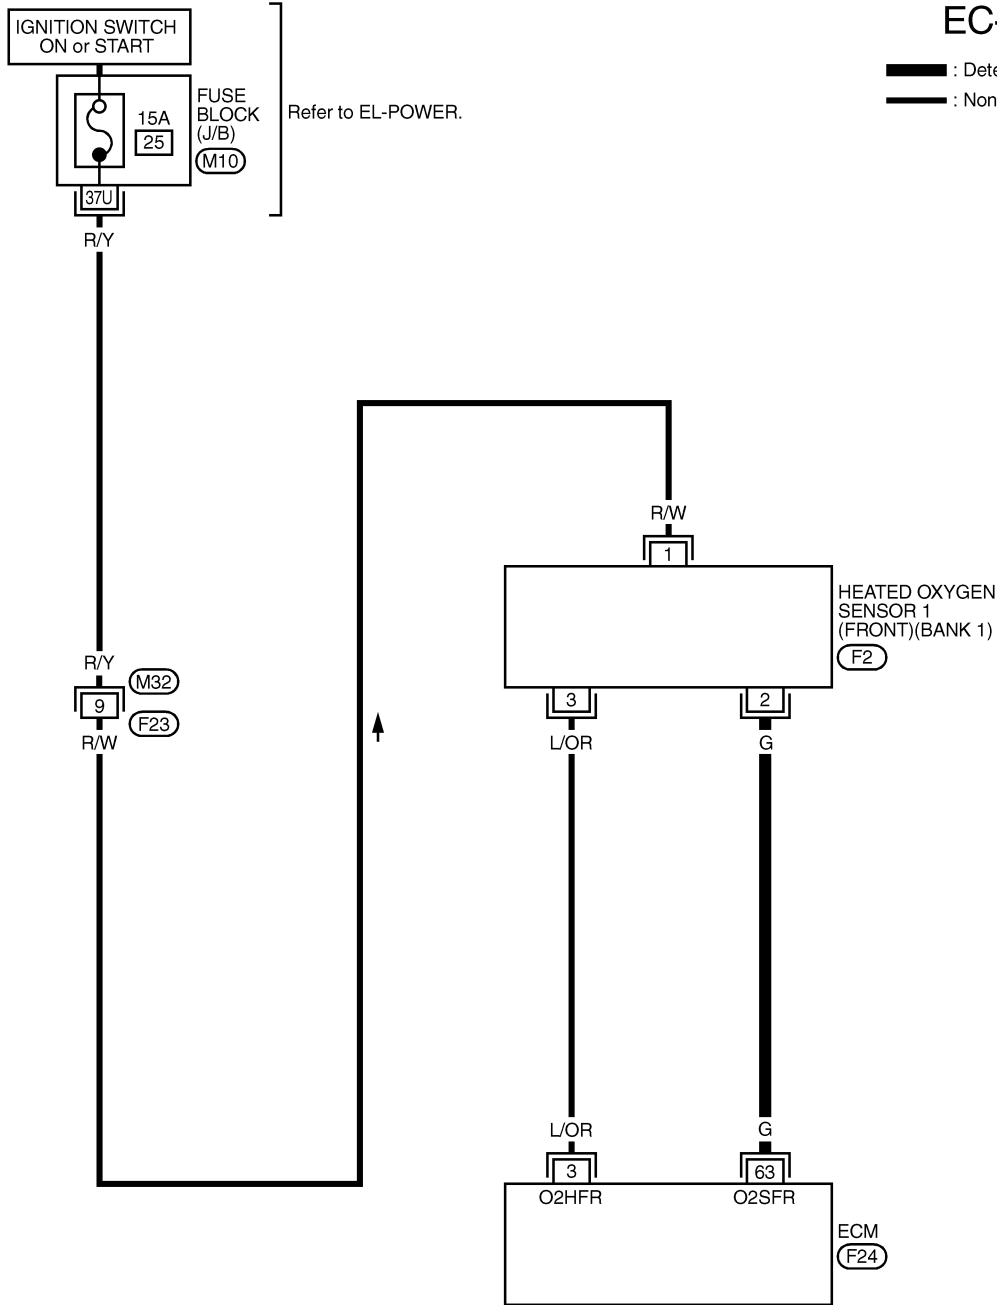 EC-
IGNITION SWITCH
ON or START
: Dete
: Non
FUSE
BLOCK
(J/B)
M10
15A
25
Refer to EL-POWER.
37U
R/Y
R/W
1
HEATED OXYGEN
SENSOR 1
(FRONT)(BANK 1)
F2
R/Y
M32
9
F23
R/W
3
2
L/OR
G
L/OR
G
3
63
O2HFR
O2SFR
ECM
F24